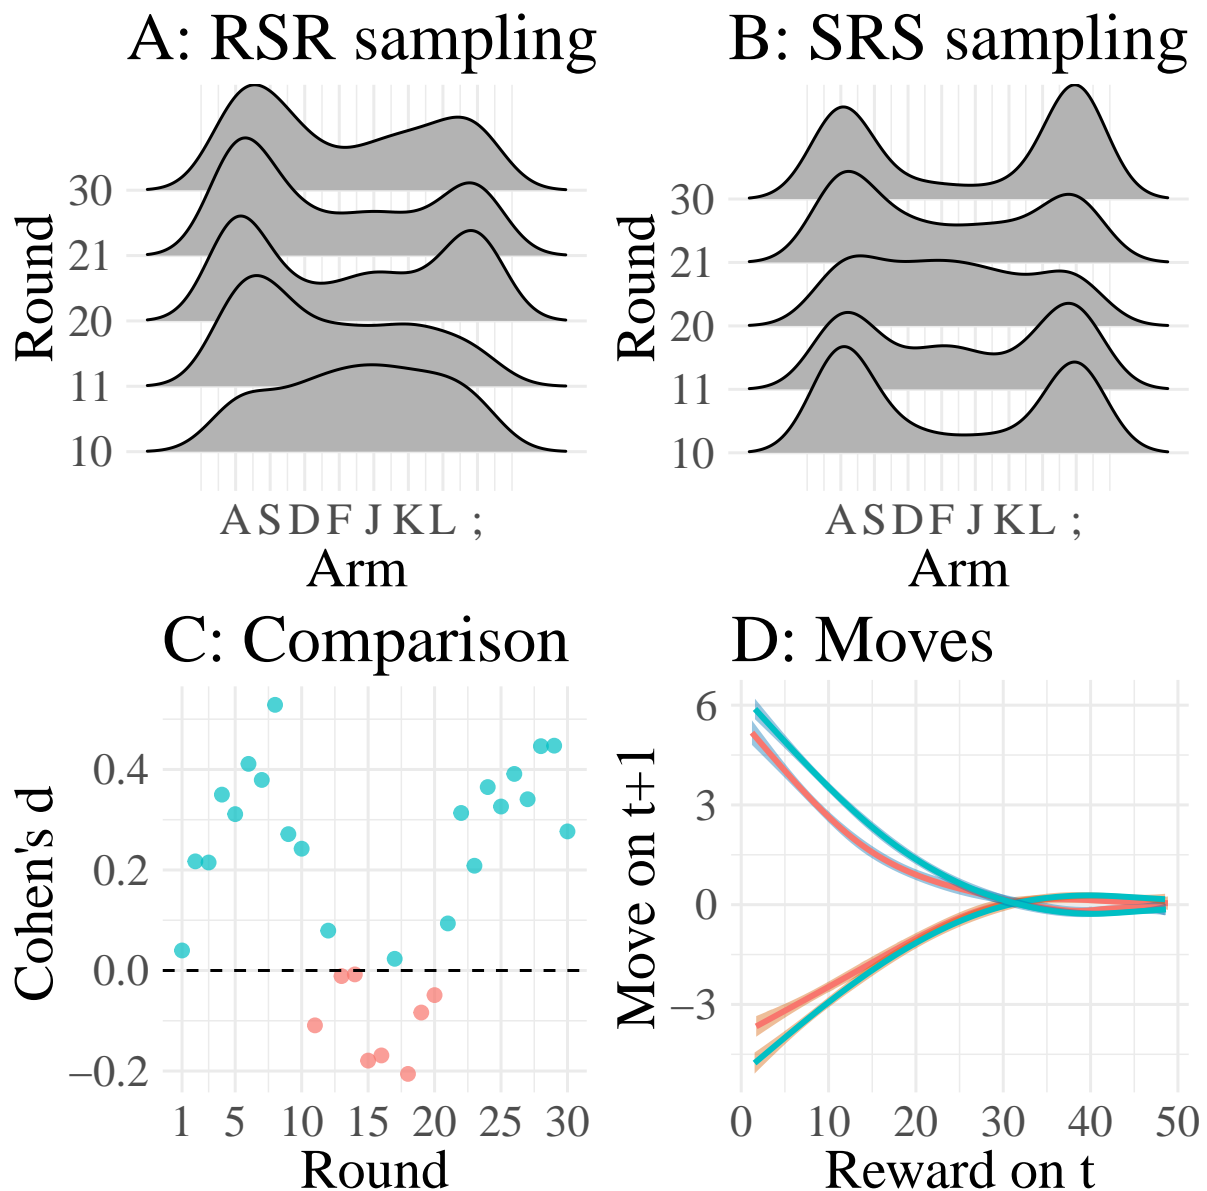 A: RSR sampling
Round
30
21
20
11
10
A S D F J K L ;
Arm
B: SRS sampling
Round
30
21
20
11
10
A S D F J K L ;
Arm
C: Comparison
Cohen's d
0.4
0.2
0.0
−0.2
1 5 10 15 20 25 30
Round
D: Moves
Move on t+1
6
3
0
−3
0 10 20 30 40 50
Reward on t